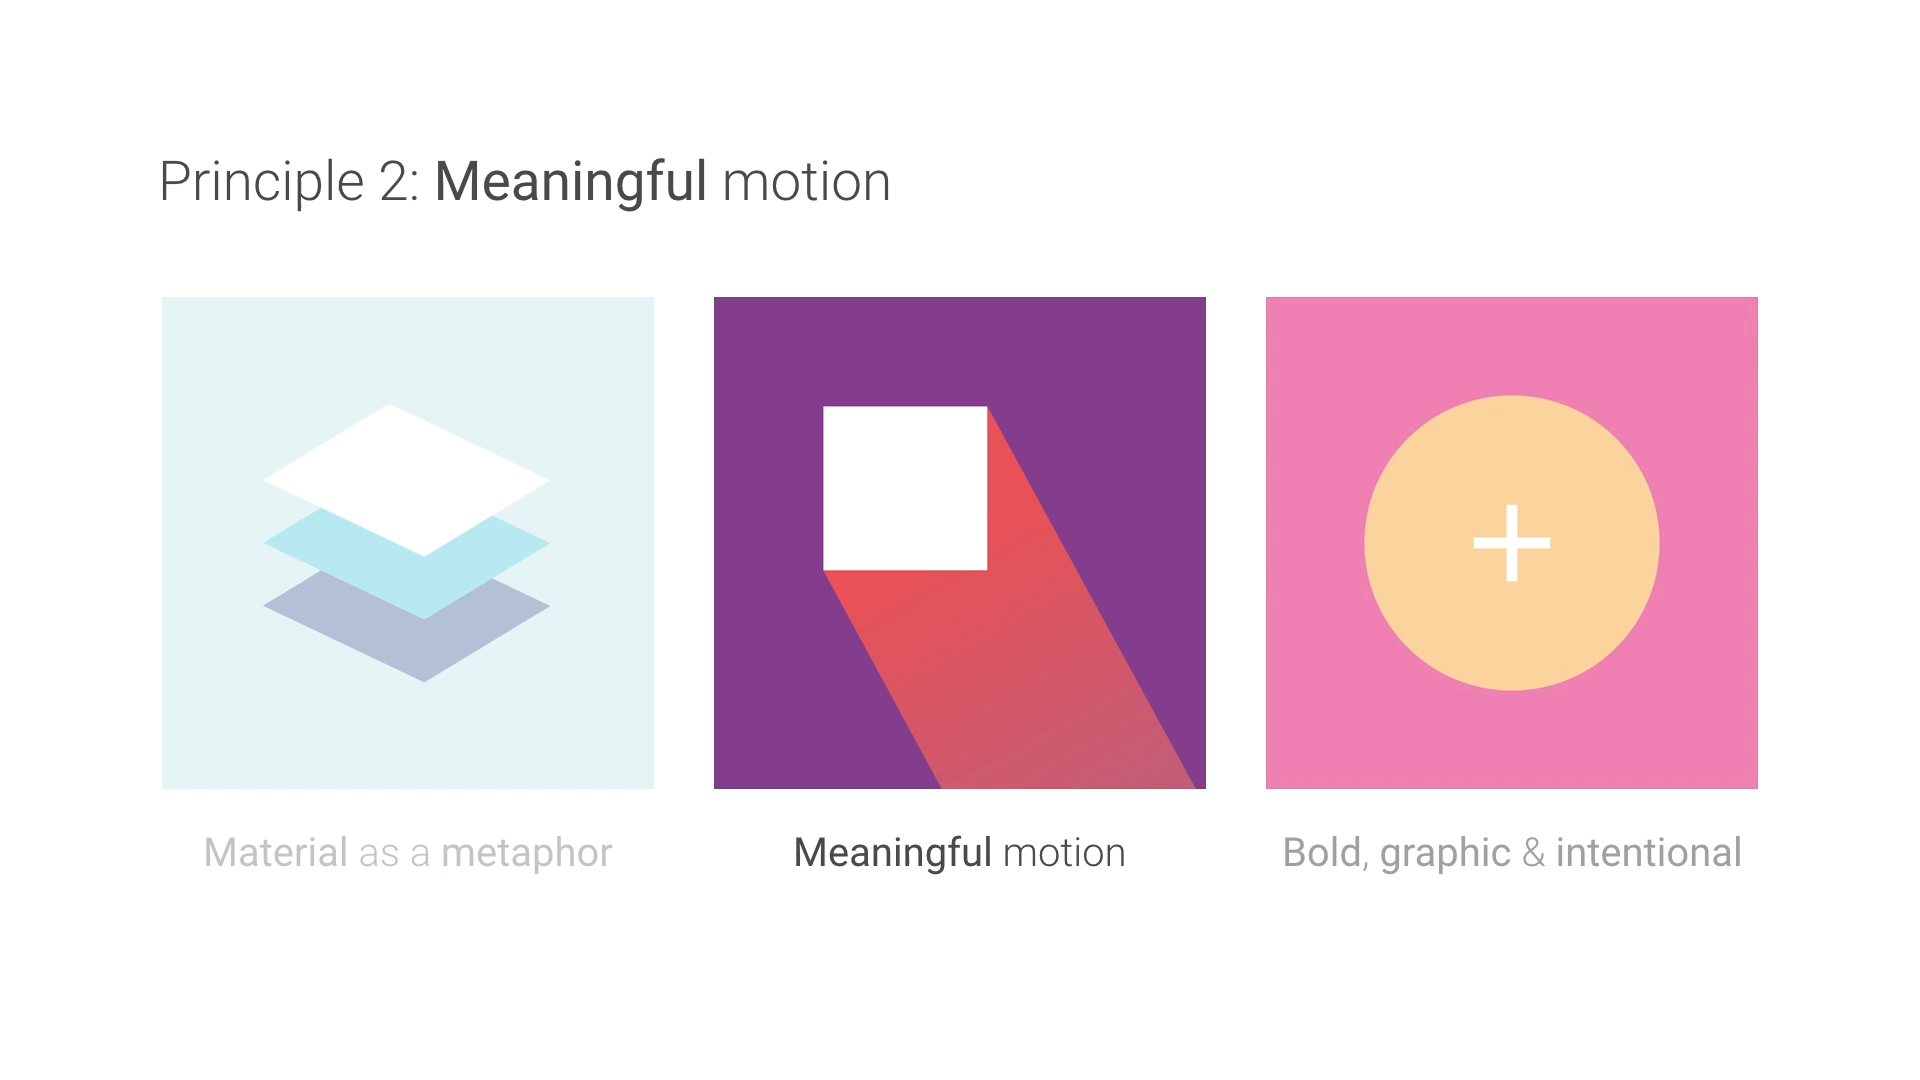 Principle 2: Meaningful motion
Material as a metaphor
Meaningful motion
Bold, graphic & intentional